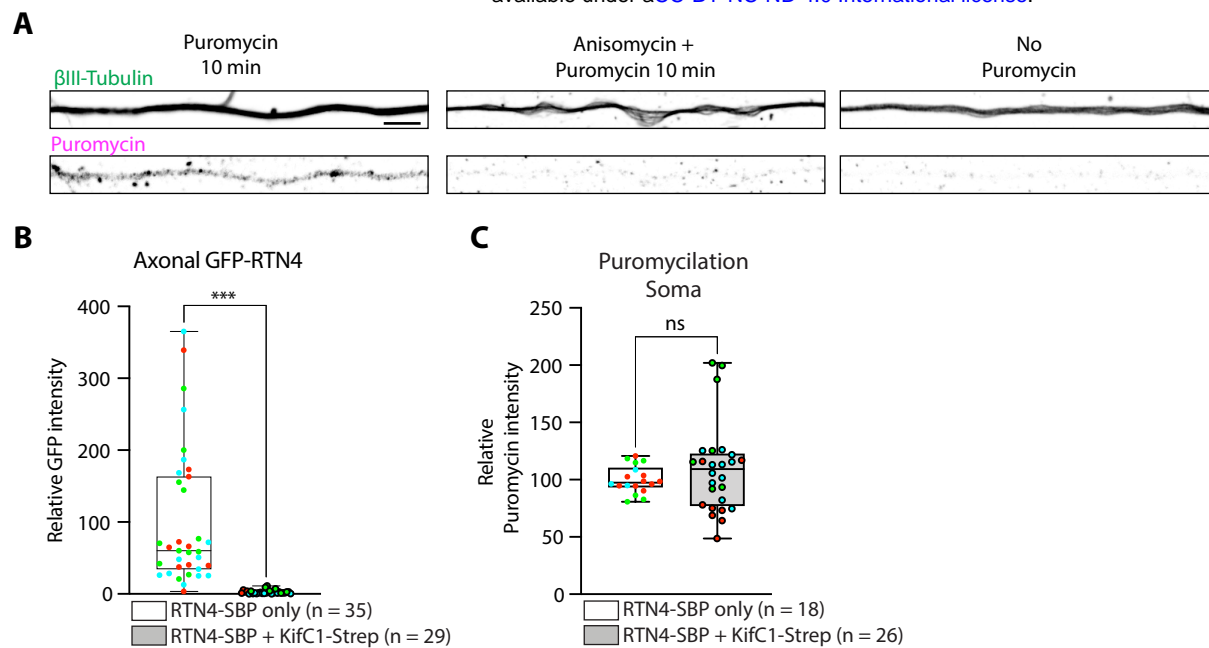 A
Puromycin
10 min
Anisomycin +
Puromycin 10 min
No
Puromycin
βIII-Tubulin
Puromycin
B
Axonal GFP-RTN4
***
400
300
200
100
0
Relative GFP intensity
RTN4-SBP only (n = 35)
RTN4-SBP + KifC1-Strep (n = 29)
C
Puromycilation
Soma
ns
250
200
150
100
50
0
Relative
Puromycin intensity
RTN4-SBP only (n = 18)
RTN4-SBP + KifC1-Strep (n = 26)